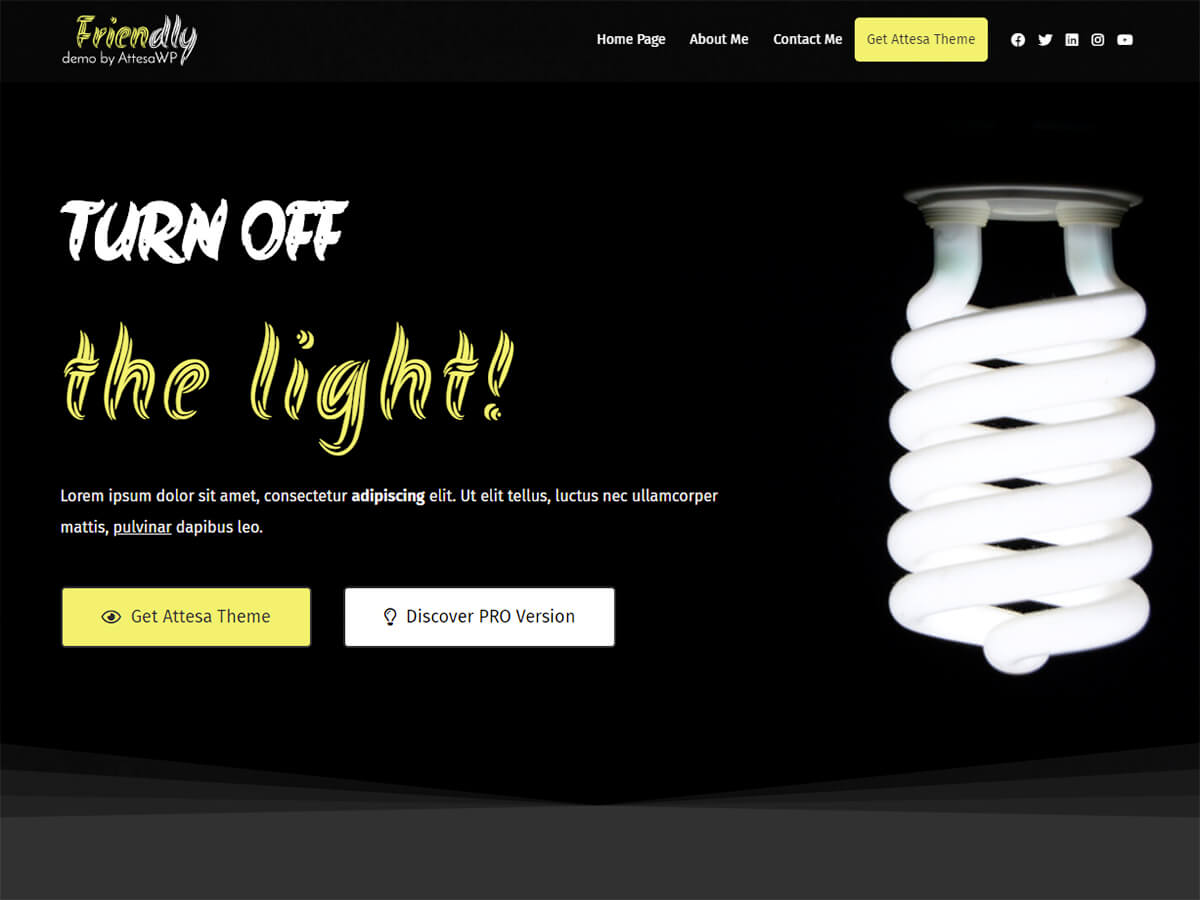 Friendly
demo by AttesaWP
Home Page
About Me
Contact Me
Get Attesa Theme
TURN OFF
the light!
Lorem ipsum dolor sit amet, consectetur adipiscing elit. Ut elit tellus, luctus nec ullamcorper
mattis, pulvinar dapibus leo.
Get Attesa Theme
Discover PRO Version